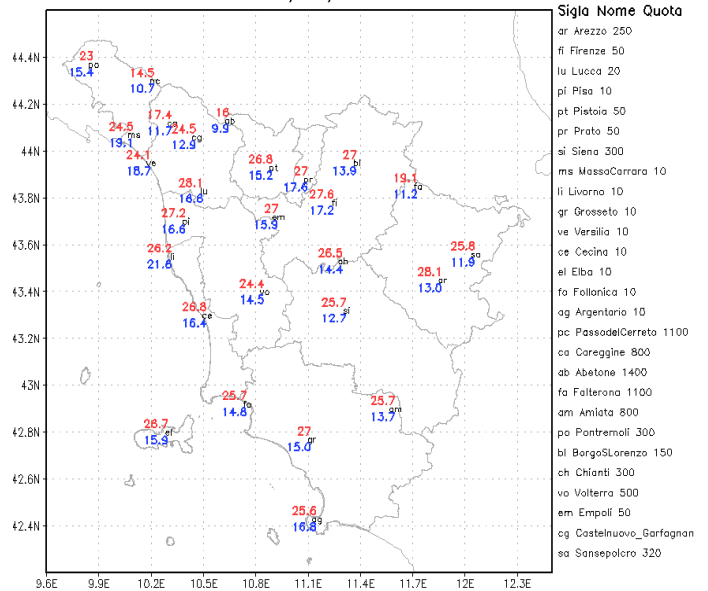 44.4N
44.2N
44N
43.8N
43.6N
43.4N
43.2N
43N
42.8N
42.6N
42.4N
23
po
15.4
14.5
pc
10.7
17.4
ca
11.7
16
ab
9.9
24.5
ms
19.1
24.5
cg
12.9
24.1
ve
18.7
26.8
pt
15.2
27
pr
17.6
27
bl
13.9
19.1
fa
11.2
28.1
lu
27.6
fi
17.2
27.2
pi
16.6
27
em
15.9
26.2
li
21.6
26.5
ch
14.4
25.8
sa
11.9
28.1
ar
13.0
24.4
vo
14.5
26.8
ce
16.4
25.7
si
12.7
25.7
fo
14.8
25.7
am
13.7
26.7
el
15.9
27
gr
15.0
25.6
ag
16.8
9.6E 9.9E 10.2E 10.5E 10.8E 11.1E 11.4E 11.7E 12E 12.3E
Sigla Nome Quota
ar Arezzo 250
fi Firenze 50
lu Lucca 20
pi Pisa 10
pt Pistoia 50
pr Prato 50
si Siena 300
ms MassaCarrara 10
li Livorno 10
gr Grosseto 10
ve Versilia 10
ce Cecina 10
el Elba 10
fo Follonica 10
ag Argentario 10
pc PassodelCerreto 1100
ca Careggine 800
ab Abetone 1400
fa Falterona 1100
am Amiata 800
po Pontremoli 300
bl BorgoSLorenzo 150
ch Chianti 300
vo Volterra 500
em Empoli 50
cg Castelnuovo_Garfagnan
sa Sansepolcro 320